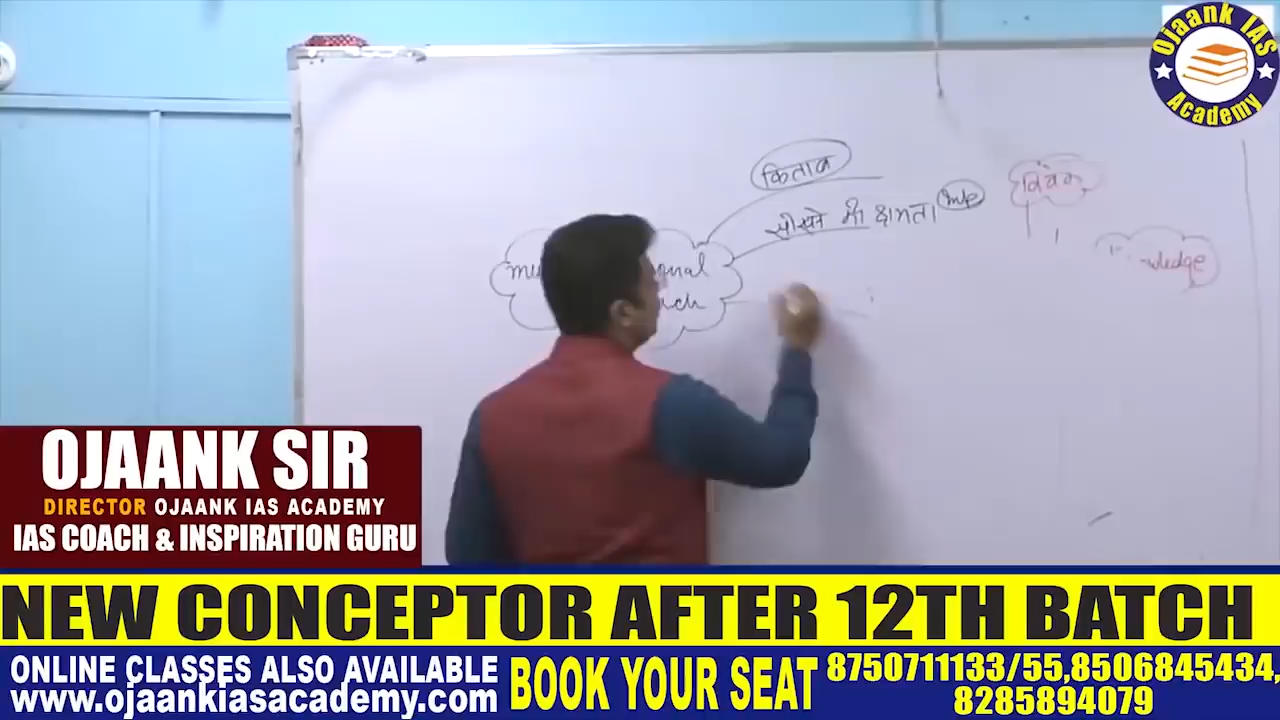 Ojaank IAS
Academy
किताब
सीखने की क्षमता
Imp
विवेक
OJAANK SIR
DIRECTOR OJAANK IAS ACADEMY
IAS COACH & INSPIRATION GURU
NEW CONCEPTOR AFTER 12TH BATCH
ONLINE CLASSES ALSO AVAILABLE
www.ojaankiasacademy.com
BOOK YOUR SEAT
8750711133/55,8506845434,
8285894079